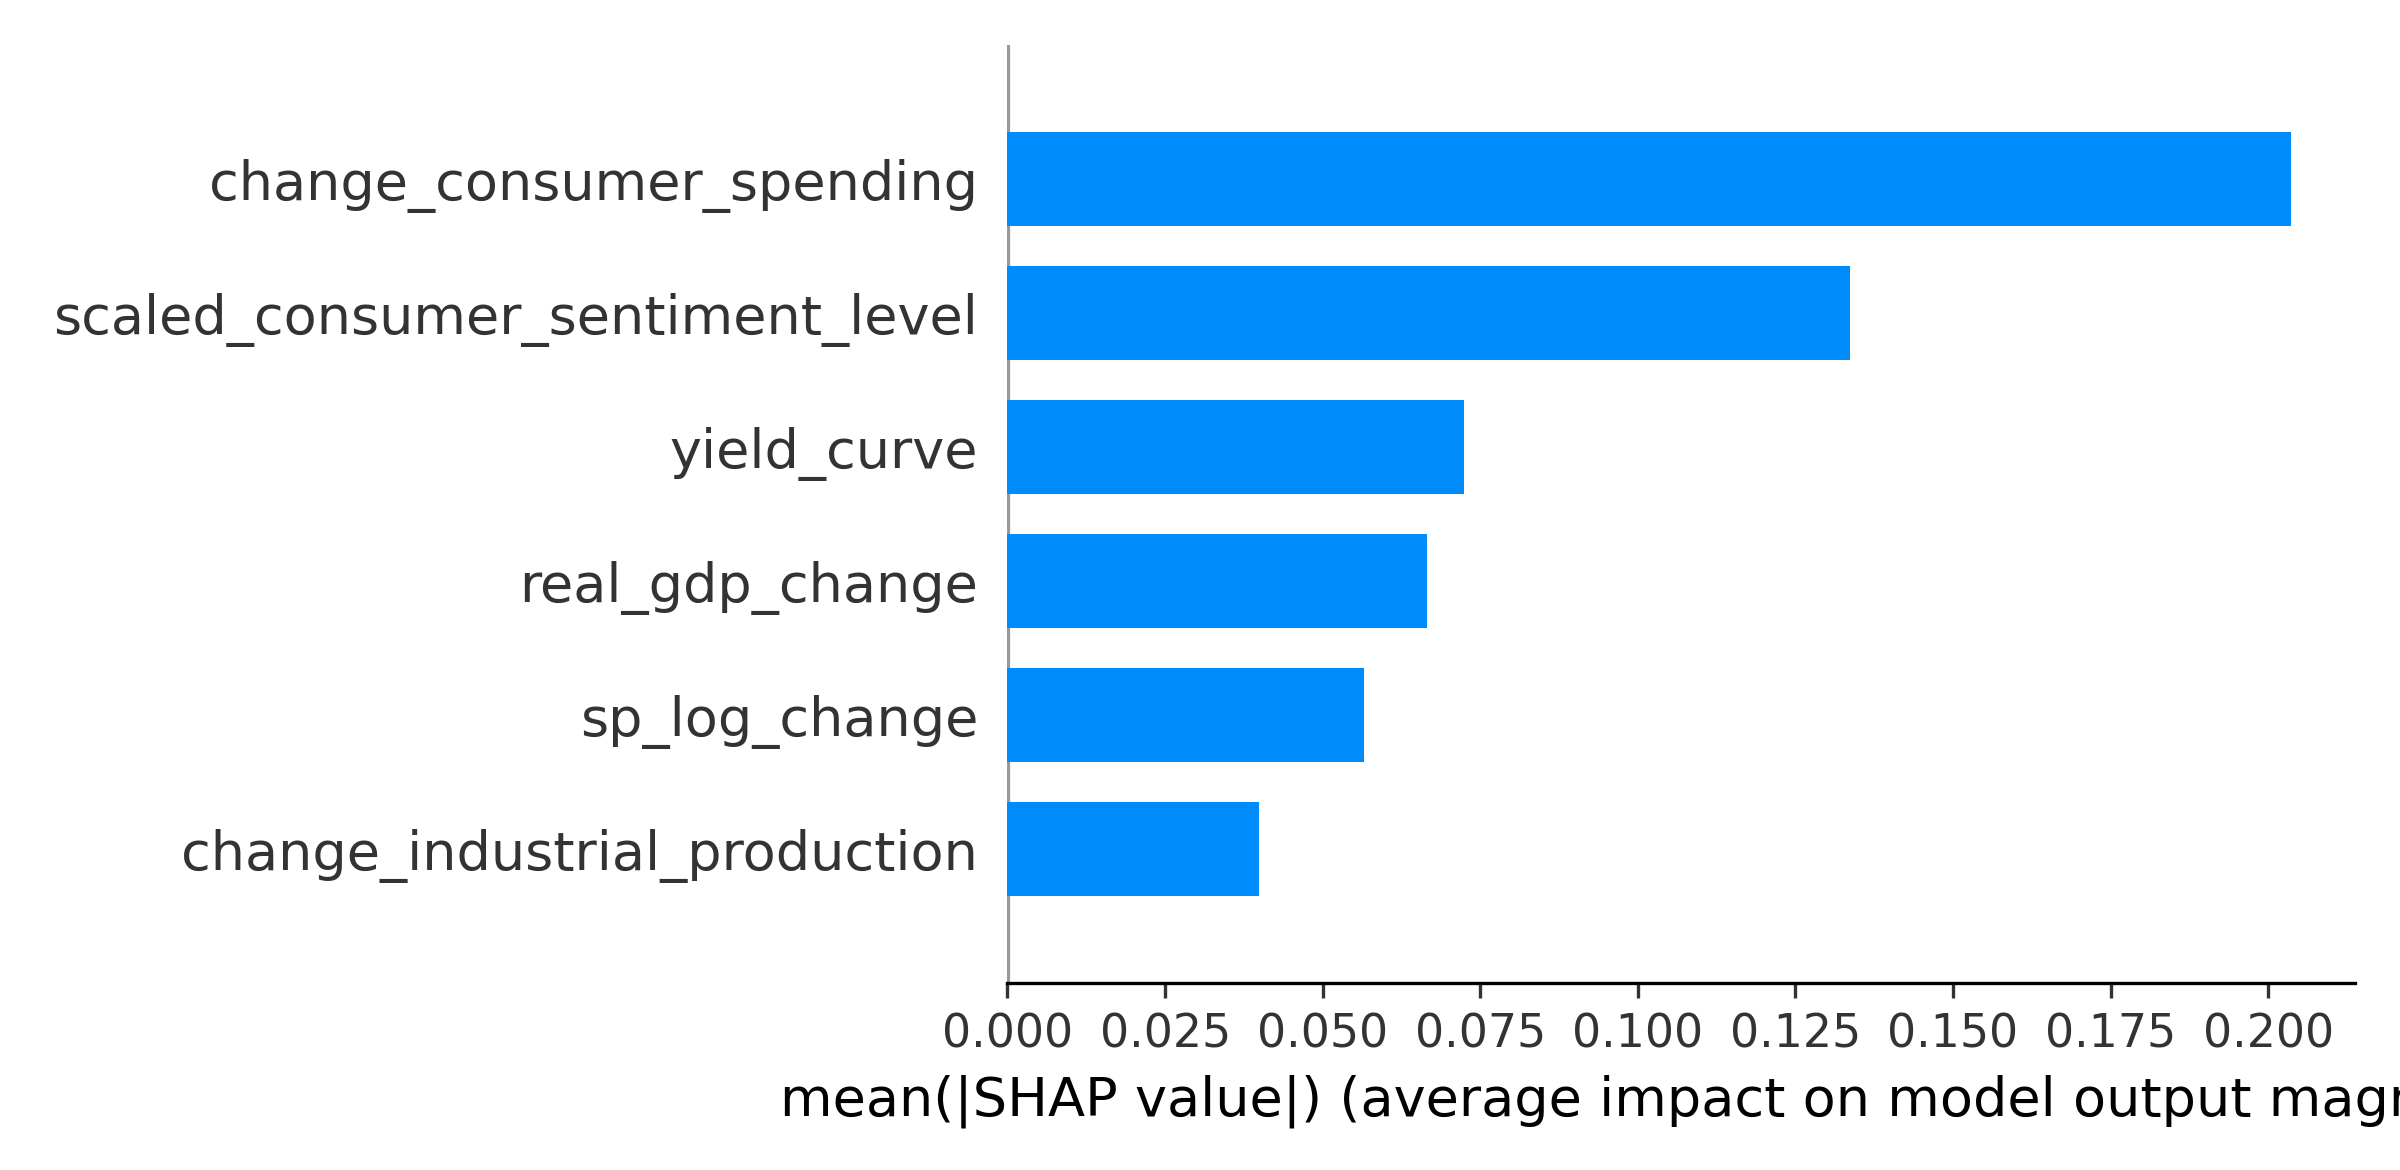 change_consumer_spending
scaled_consumer_sentiment_level
yield_curve
real_gdp_change
sp_log_change
change_industrial_production
0.000 0.025 0.050 0.075 0.100 0.125 0.150 0.175 0.200
mean(|SHAP value|) (average impact on model output